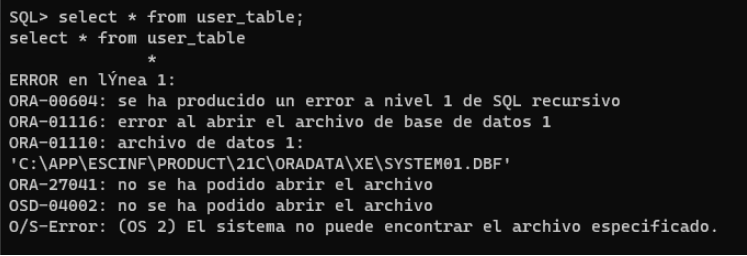 SQL> select * from user_table;
select * from user_table
*
ERROR en lÝnea 1:
ORA-00604: se ha producido un error a nivel 1 de SQL recursivo
ORA-01116: error al abrir el archivo de base de datos 1
ORA-01110: archivo de datos 1:
'C:\APP\ESCINF\PRODUCT\21C\ORADATA\XE\SYSTEM01.DBF'
ORA-27041: no se ha podido abrir el archivo
OSD-04002: no se ha podido abrir el archivo
O/S-Error: (OS 2) El sistema no puede encontrar el archivo especificado.